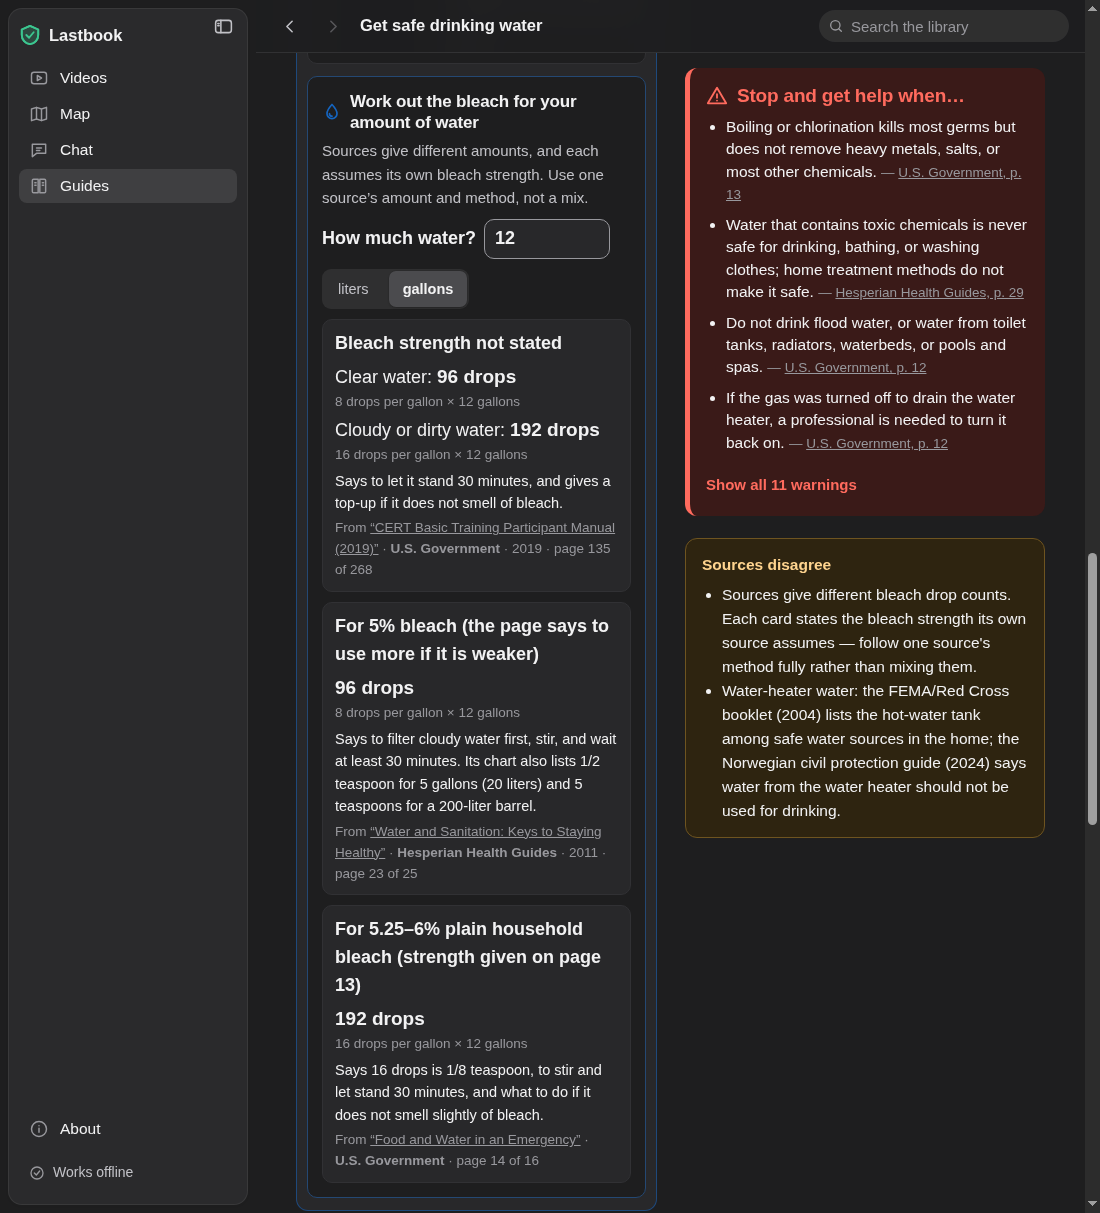 Lastbook
Videos
Map
Chat
Guides
About
Works offline
Get safe drinking water
Search the library
Work out the bleach for your
amount of water
Sources give different amounts, and each
assumes its own bleach strength. Use one
source's amount and method, not a mix.
How much water? 12
liters gallons
Bleach strength not stated
Clear water: 96 drops
8 drops per gallon × 12 gallons
Cloudy or dirty water: 192 drops
16 drops per gallon × 12 gallons
Says to let it stand 30 minutes, and gives a
top-up if it does not smell of bleach.
From “CERT Basic Training Participant Manual
(2019)” · U.S. Government · 2019 · page 135
of 268
For 5% bleach (the page says to
use more if it is weaker)
96 drops
8 drops per gallon × 12 gallons
Says to filter cloudy water first, stir, and wait
at least 30 minutes. Its chart also lists 1/2
teaspoon for 5 gallons (20 liters) and 5
teaspoons for a 200-liter barrel.
From “Water and Sanitation: Keys to Staying
Healthy” · Hesperian Health Guides · 2011 ·
page 23 of 25
For 5.25–6% plain household
bleach (strength given on page
13)
192 drops
16 drops per gallon × 12 gallons
Says 16 drops is 1/8 teaspoon, to stir and
let stand 30 minutes, and what to do if it
does not smell slightly of bleach.
From “Food and Water in an Emergency” ·
U.S. Government · page 14 of 16
Stop and get help when…
• Boiling or chlorination kills most germs but
does not remove heavy metals, salts, or
most other chemicals. — U.S. Government, p.
13
• Water that contains toxic chemicals is never
safe for drinking, bathing, or washing
clothes; home treatment methods do not
make it safe. — Hesperian Health Guides, p. 29
• Do not drink flood water, or water from toilet
tanks, radiators, waterbeds, or pools and
spas. — U.S. Government, p. 12
• If the gas was turned off to drain the water
heater, a professional is needed to turn it
back on. — U.S. Government, p. 12
Show all 11 warnings
Sources disagree
• Sources give different bleach drop counts.
Each card states the bleach strength its own
source assumes — follow one source's
method fully rather than mixing them.
• Water-heater water: the FEMA/Red Cross
booklet (2004) lists the hot-water tank
among safe water sources in the home; the
Norwegian civil protection guide (2024) says
water from the water heater should not be
used for drinking.